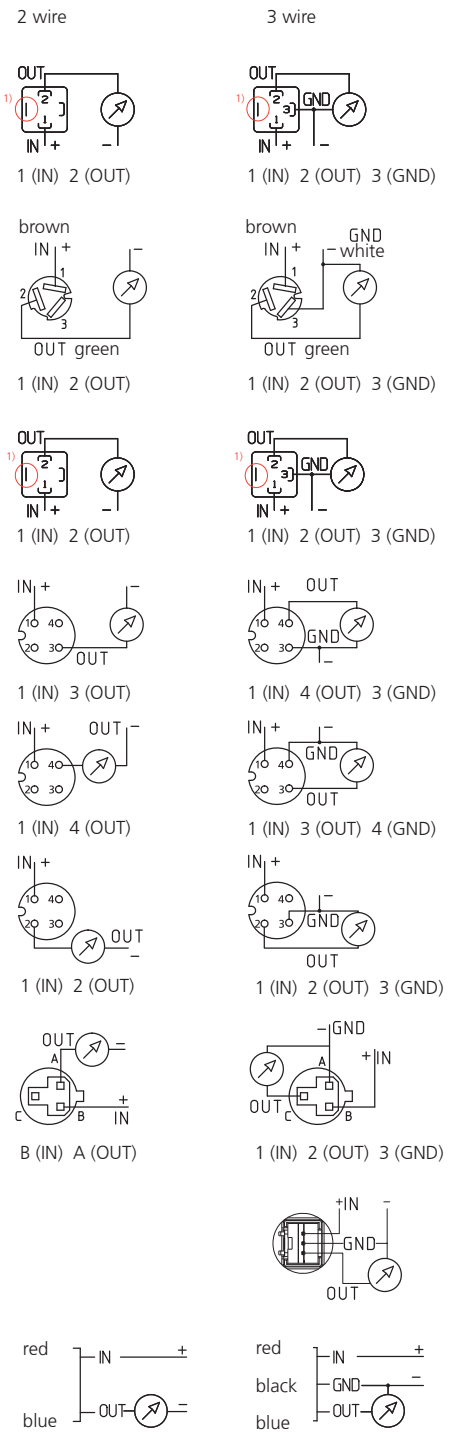 2 wire 3 wire
OUT OUT
1) 2 1) 2 GND
3
1 1
IN + – IN + –
1 (IN) 2 (OUT) 1 (IN) 2 (OUT) 3 (GND)
brown brown GND
IN + – IN + – white
1 1
2 2
3 3
OUT green OUT green
1 (IN) 2 (OUT) 1 (IN) 2 (OUT) 3 (GND)
OUT OUT
1) 2 1) 2 GND
3
1 1
IN + – IN + –
1 (IN) 2 (OUT) 1 (IN) 2 (OUT) 3 (GND)
IN + – IN + OUT
1 4 1 4
GND
2 3 2 3
OUT –
1 (IN) 3 (OUT) 1 (IN) 4 (OUT) 3 (GND)
IN + OUT – IN + –
GND
1 4 1 4
2 3 2 3
OUT
1 (IN) 4 (OUT) 1 (IN) 3 (OUT) 4 (GND)
IN + IN +
1 4 1 4 –
2 3 2 3 GND
OUT
– OUT
1 (IN) 2 (OUT) 1 (IN) 2 (OUT) 3 (GND)
OUT – – GND
A A + IN
+ OUT
C B IN C B
B (IN) A (OUT) 1 (IN) 2 (OUT) 3 (GND)
+IN –
GND
OUT
red IN + red IN +
black GND –
blue OUT – blue OUT